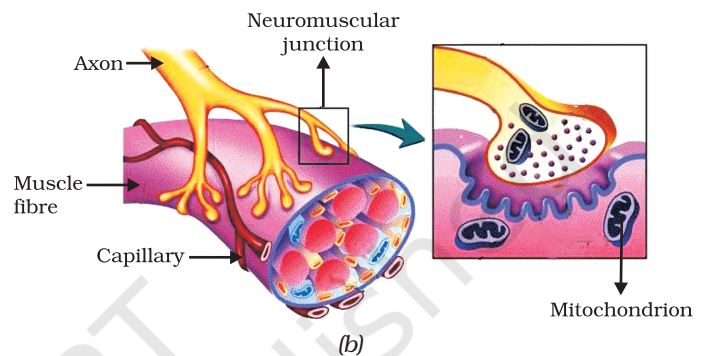 Neuromuscular
junction
Axon
Muscle
fibre
Capillary
Mitochondrion
(b)